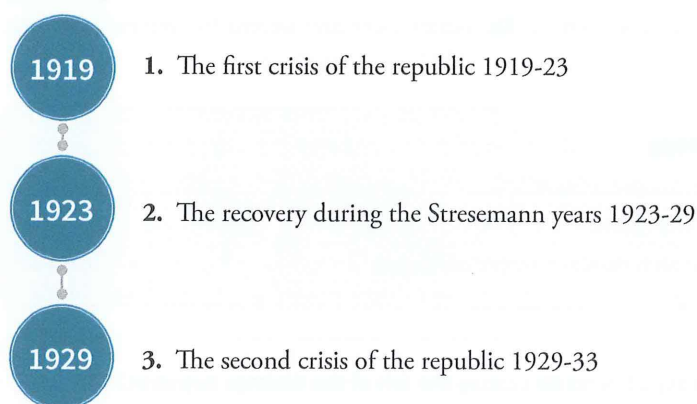 1919
1. The first crisis of the republic 1919-23
1923
2. The recovery during the Stresemann years 1923-29
1929
3. The second crisis of the republic 1929-33